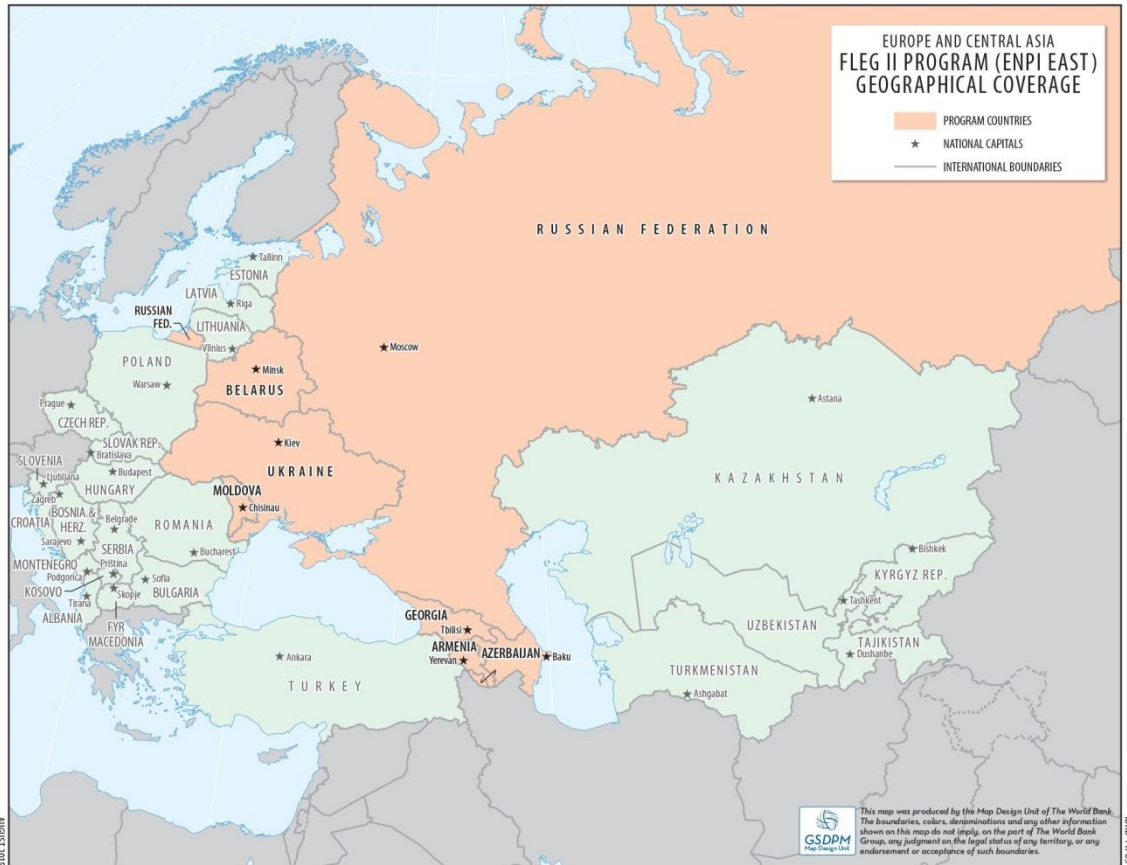 EUROPE AND CENTRAL ASIA
FLEG II PROGRAM (ENPI EAST)
GEOGRAPHICAL COVERAGE
PROGRAM COUNTRIES
NATIONAL CAPITALS
INTERNATIONAL BOUNDARIES
RUSSIAN FEDERATION
Tallinn
ESTONIA
LATVIA
Riga
RUSSIAN
FED.
LITHUANIA
Vilnius
Moscow
POLAND
Warsaw
Minsk
BELARUS
Prague
CZECH REP.
Astana
SLOVAK REP.
Bratislava
Kiev
UKRAINE
SLOVENIA
Ljubljana
Budapest
HUNGARY
Zagreb
KAZAKHSTAN
MOLDOVA
Chisinau
CROATIA
BOSNIA &
HERZ.
Sarajevo
Belgrade
SERBIA
ROMANIA
Bucharest
MONTENEGRO
Podgorica
Priština
KOSOVO
Sofia
BULGARIA
Skopje
Tirana
ALBANIA
FYR
MACEDONIA
Bishkek
KYRGYZ REP.
Tashkent
UZBEKISTAN
TAJIKISTAN
Dushanbe
GEORGIA
Tbilisi
ARMENIA
Yerevan
AZERBAIJAN
Baku
Ankara
TURKEY
TURKMENISTAN
Ashgabat
GSDPM
Map Design Unit
This map was produced by the Map Design Unit of The World Bank.
The boundaries, colors, denominations and any other information
shown on this map do not imply, on the part of The World Bank
Group, any judgment on the legal status of any territory, or any
endorsement or acceptance of such boundaries.